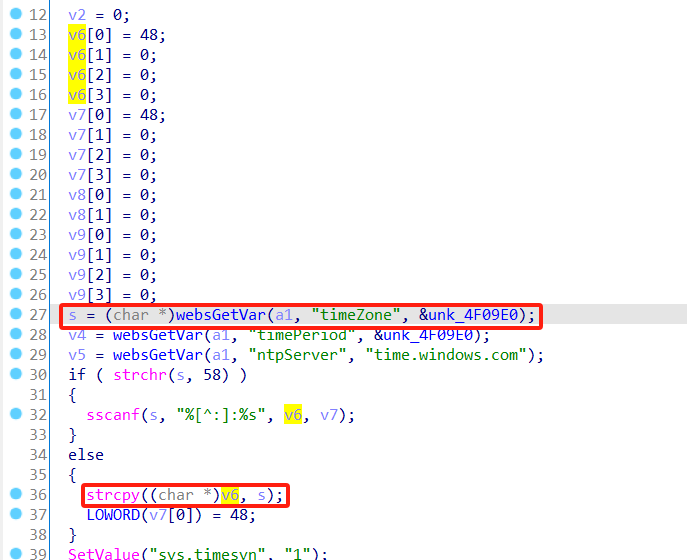 12 v2 = 0;
13 v6[0] = 48;
14 v6[1] = 0;
15 v6[2] = 0;
16 v6[3] = 0;
17 v7[0] = 48;
18 v7[1] = 0;
19 v7[2] = 0;
20 v7[3] = 0;
21 v8[0] = 0;
22 v8[1] = 0;
23 v9[0] = 0;
24 v9[1] = 0;
25 v9[2] = 0;
26 v9[3] = 0;
27 s = (char *)websGetVar(a1, "timeZone", &unk_4F09E0);
28 v4 = websGetVar(a1, "timePeriod", &unk_4F09E0);
29 v5 = websGetVar(a1, "ntpServer", "time.windows.com");
30 if ( strchr(s, 58) )
31 {
32 sscanf(s, "%[^:]:%s", v6, v7);
33 }
34 else
35 {
36 strcpy((char *)v6, s);
37 LOWORD(v7[0]) = 48;
38 }
39 SetValue("sys.timesyn", "1");